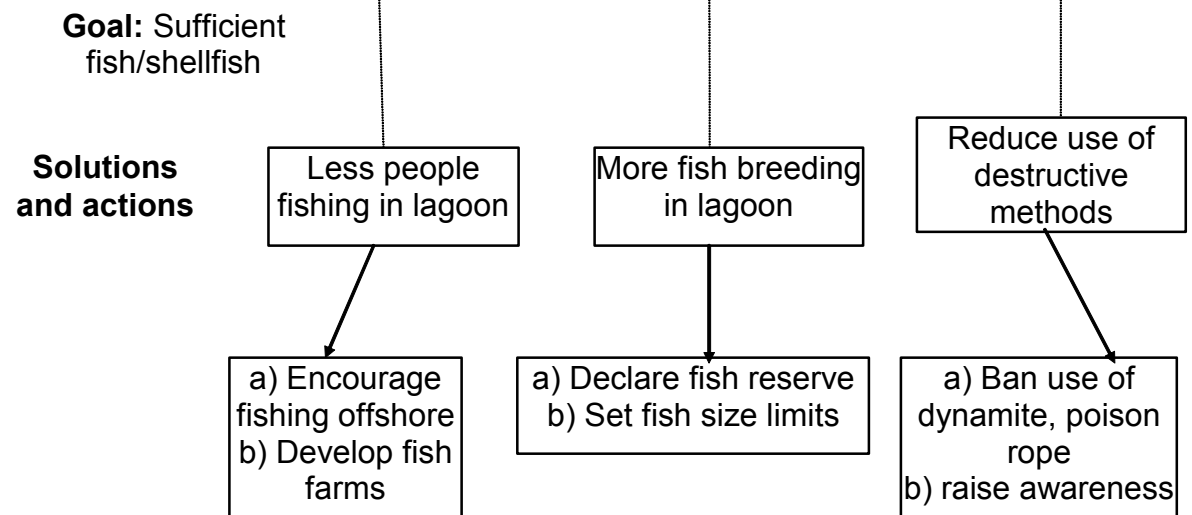 Goal: Sufficient
fish/shellfish
Solutions
and actions
Less people
fishing in lagoon
More fish breeding
in lagoon
Reduce use of
destructive
methods
a) Encourage
fishing offshore
b) Develop fish
farms
a) Declare fish reserve
b) Set fish size limits
a) Ban use of
dynamite, poison
rope
b) raise awareness